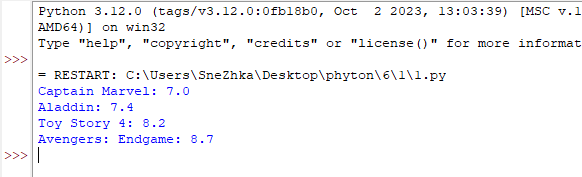 Python 3.12.0 (tags/v3.12.0:0fb18b0, Oct  2 2023, 13:03:39) [MSC v.1
AMD64)] on win32
Type "help", "copyright", "credits" or "license()" for more informat
>>>
= RESTART: C:\Users\SneZhka\Desktop\phyton\6\1\1.py
Captain Marvel: 7.0
Aladdin: 7.4
Toy Story 4: 8.2
Avengers: Endgame: 8.7
>>>